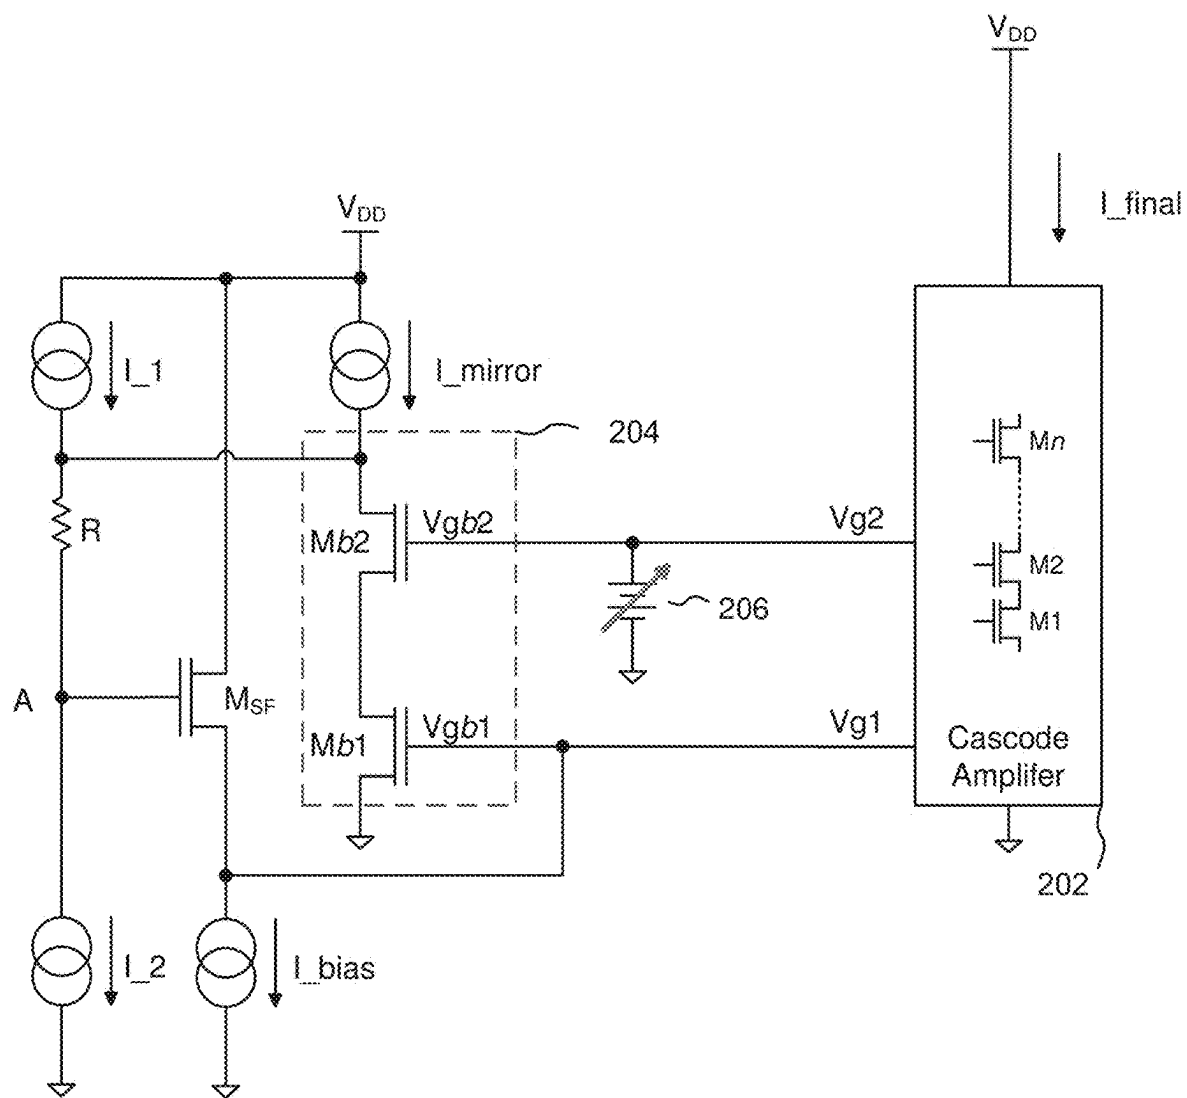 VDD
I_final
VDD
I_1
I_mirror
204
R
Mb2
Vgb2
Vg2
Mn
M2
M1
206
A
MSF
Mb1
Vgb1
Vg1
Cascode
Amplifer
202
I_2
I_bias